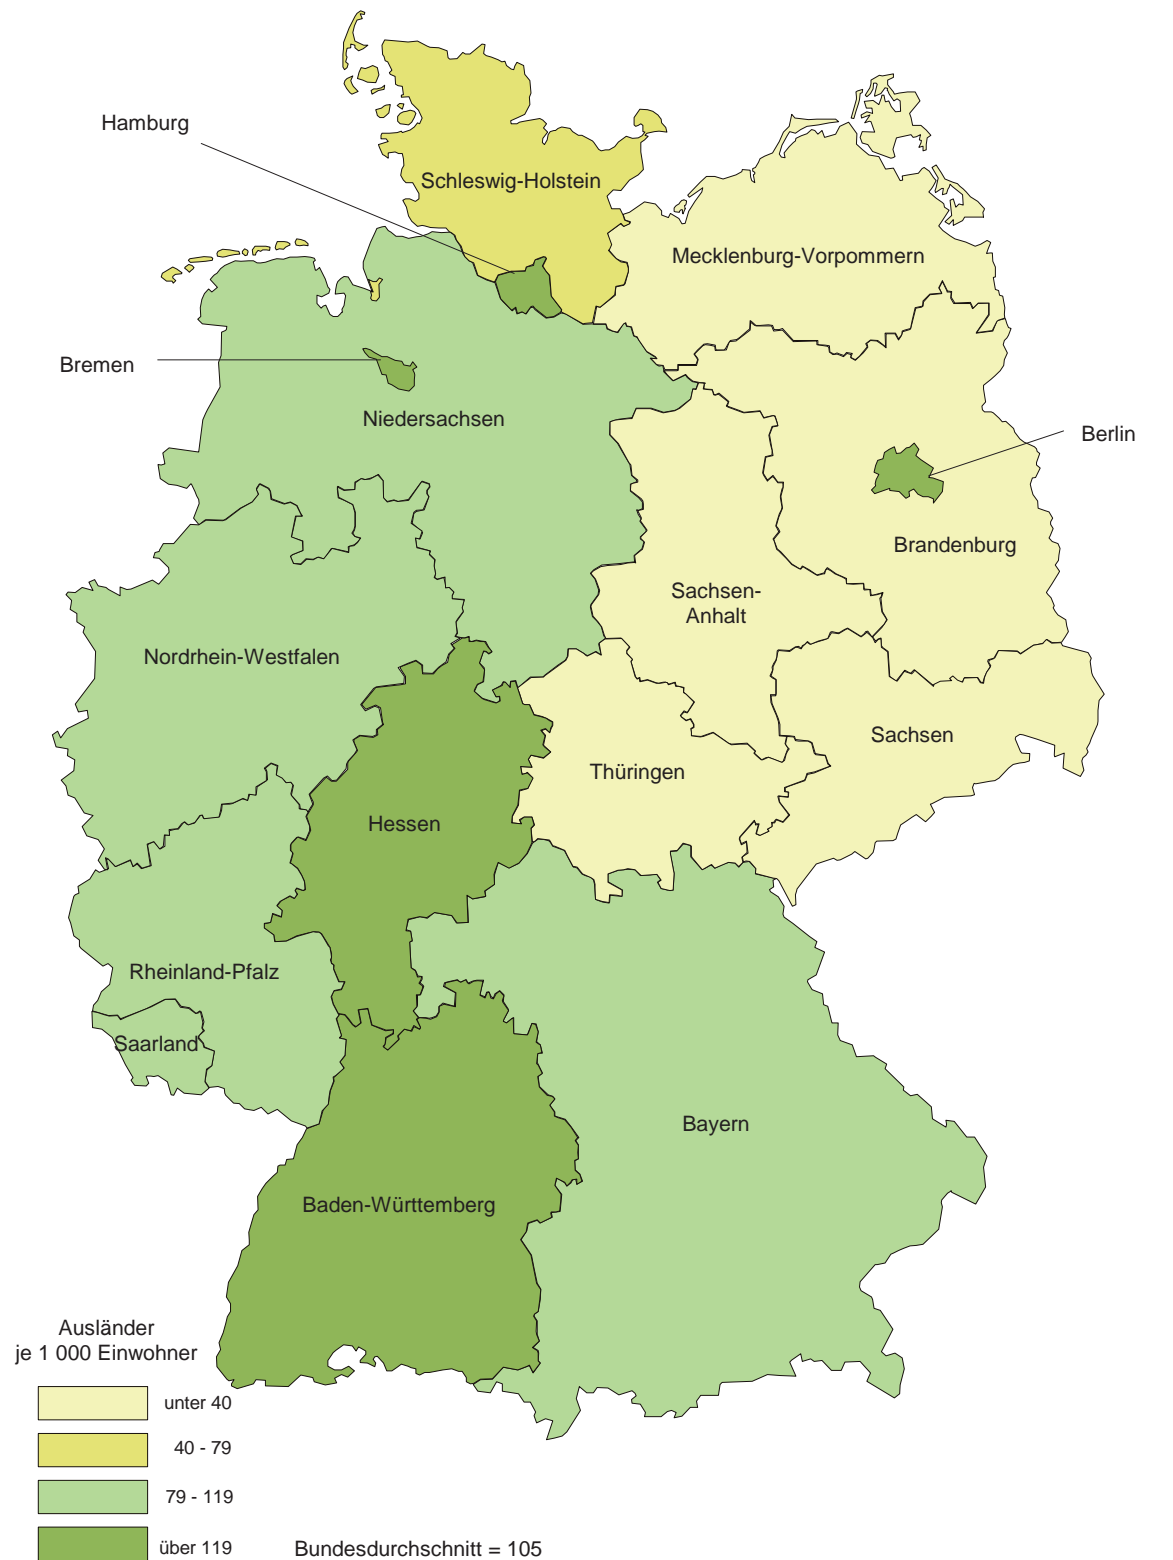 Hamburg
Schleswig-Holstein
Mecklenburg-Vorpommern
Bremen
Niedersachsen
Berlin
Brandenburg
Sachsen-
Anhalt
Nordrhein-Westfalen
Sachsen
Thüringen
Hessen
Rheinland-Pfalz
Saarland
Bayern
Baden-Württemberg
Ausländer
je 1 000 Einwohner
unter 40
40 - 79
79 - 119
über 119
Bundesdurchschnitt = 105